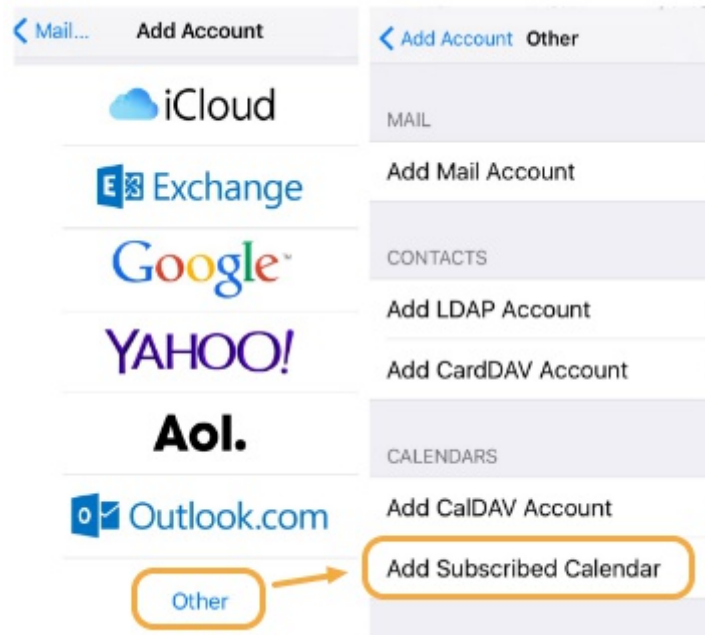 Mail... Add Account
iCloud
Exchange
Google
YAHOO!
Aol.
Outlook.com
Other
Add Account Other
MAIL
Add Mail Account
CONTACTS
Add LDAP Account
Add CardDAV Account
CALENDARS
Add CalDAV Account
Add Subscribed Calendar